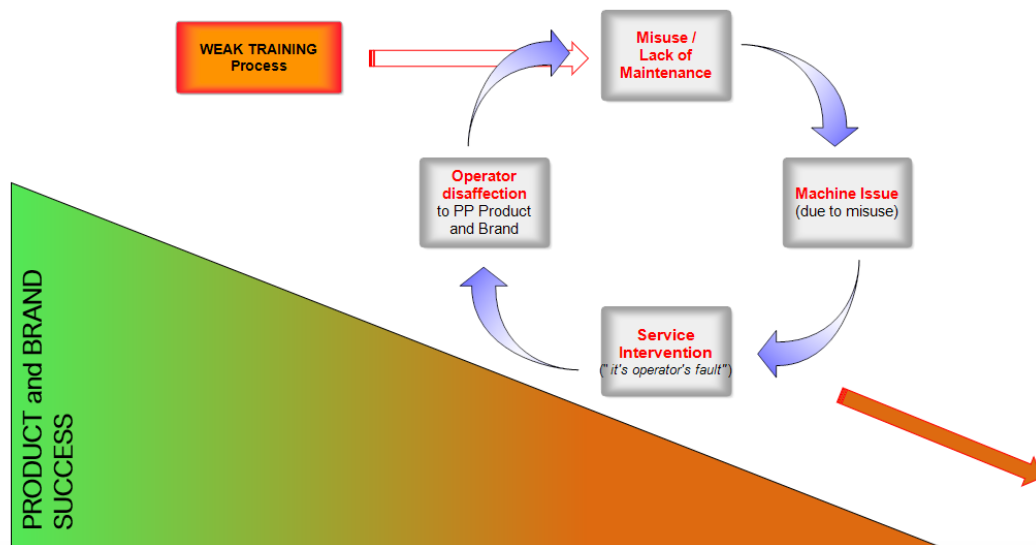 WEAK TRAINING
Process
Misuse /
Lack of
Maintenance
Operator
disaffection
to PP Product
and Brand
Machine Issue
(due to misuse)
Service
Intervention
("it's operator's fault")
PRODUCT and BRAND
SUCCESS